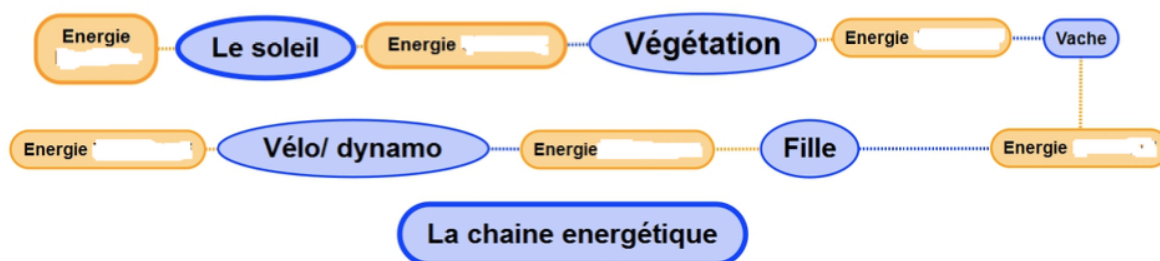 Energie
Le soleil
Energie
Végétation
Energie
Vache
Energie
Vélo/ dynamo
Energie
Fille
Energie
La chaine energétique